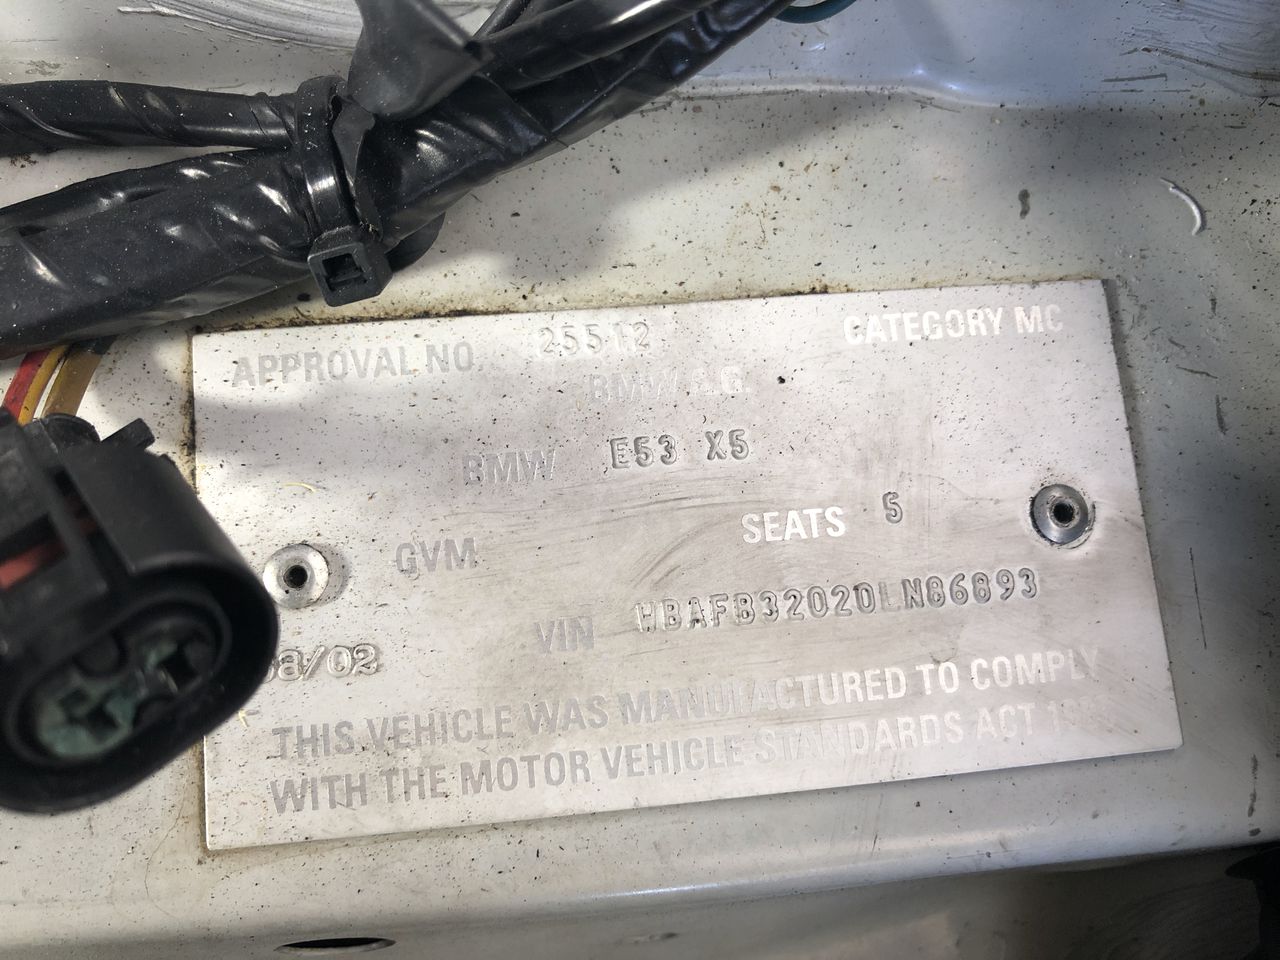 APPROVAL NO. 25512 CATEGORY MC
BMW A.G.
BMW E53 X5
SEATS 5
GVM
VIN WBAFB32020LN86893
08/02
THIS VEHICLE WAS MANUFACTURED TO COMPLY
WITH THE MOTOR VEHICLE STANDARDS ACT